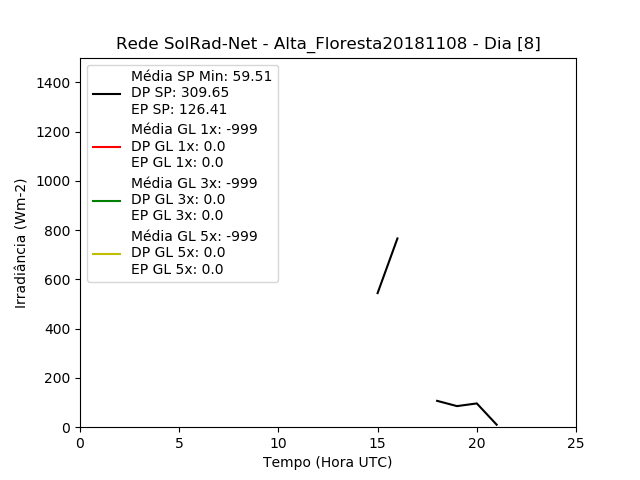 Rede SolRad-Net - Alta_Floresta20181108 - Dia [8]
Média SP Min: 59.51
DP SP: 309.65
EP SP: 126.41
Média GL 1x: -999
DP GL 1x: 0.0
EP GL 1x: 0.0
Média GL 3x: -999
DP GL 3x: 0.0
EP GL 3x: 0.0
Média GL 5x: -999
DP GL 5x: 0.0
EP GL 5x: 0.0
Irradiância (Wm-2)
1400
1200
1000
800
600
400
200
0
0 5 10 15 20 25
Tempo (Hora UTC)